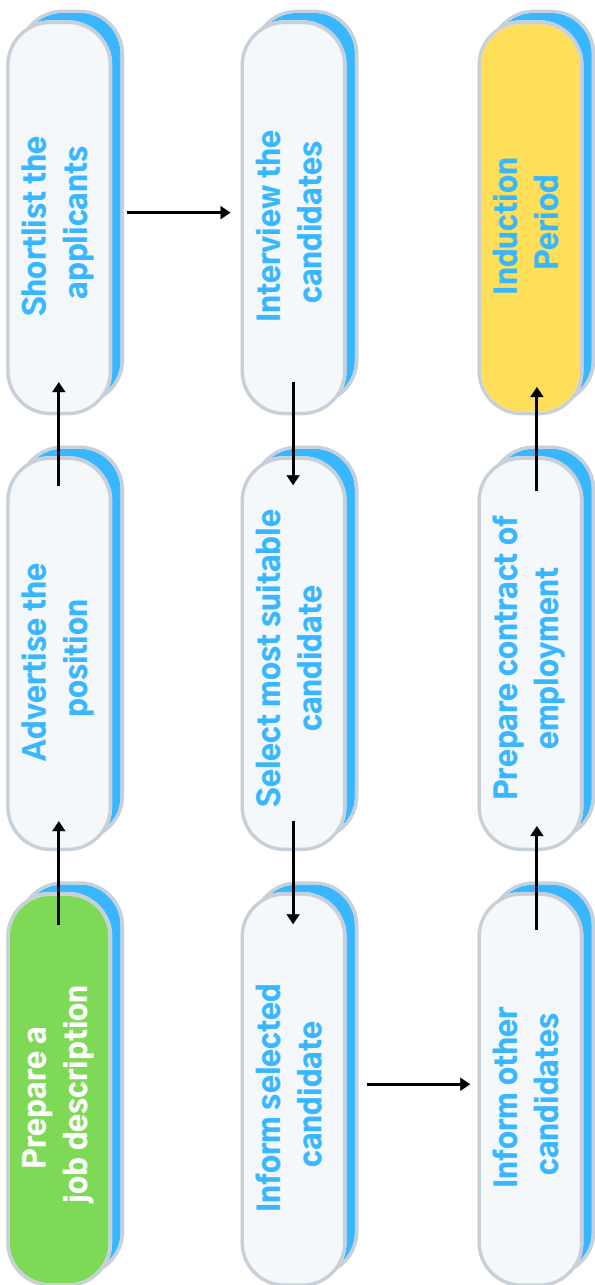 Prepare a
job description
Advertise the
position
Shortlist the
applicants
Interview the
candidates
Select most suitable
candidate
Inform selected
candidate
Inform other
candidates
Prepare contract of
employment
Induction
Period